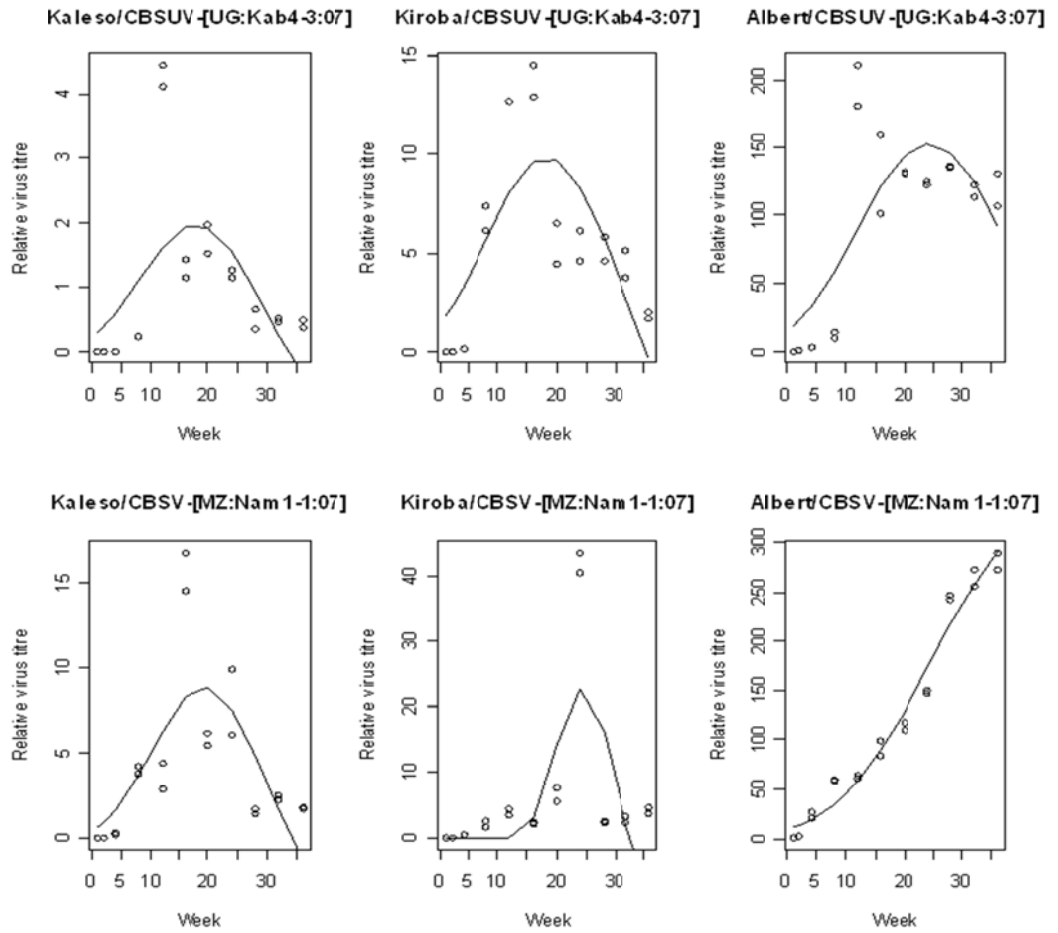 Kaleso/CBSUV-[UG:Kab4-3:07]
Relative virus titre
4
3
2
1
0
0 5 10 20 30
Week
Kiroba/CBSUV-[UG:Kab4-3:07]
Relative virus titre
15
10
5
0
0 5 10 20 30
Week
Albert/CBSUV-[UG:Kab4-3:07]
Relative virus titre
200
150
100
50
0
0 5 10 20 30
Week
Kaleso/CBSV-[MZ:Nam1-1:07]
Relative virus titre
15
10
5
0
0 5 10 20 30
Week
Kiroba/CBSV-[MZ:Nam1-1:07]
Relative virus titre
40
30
20
10
0
0 5 10 20 30
Week
Albert/CBSV-[MZ:Nam1-1:07]
Relative virus titre
300
250
200
150
100
50
0
0 5 10 20 30
Week